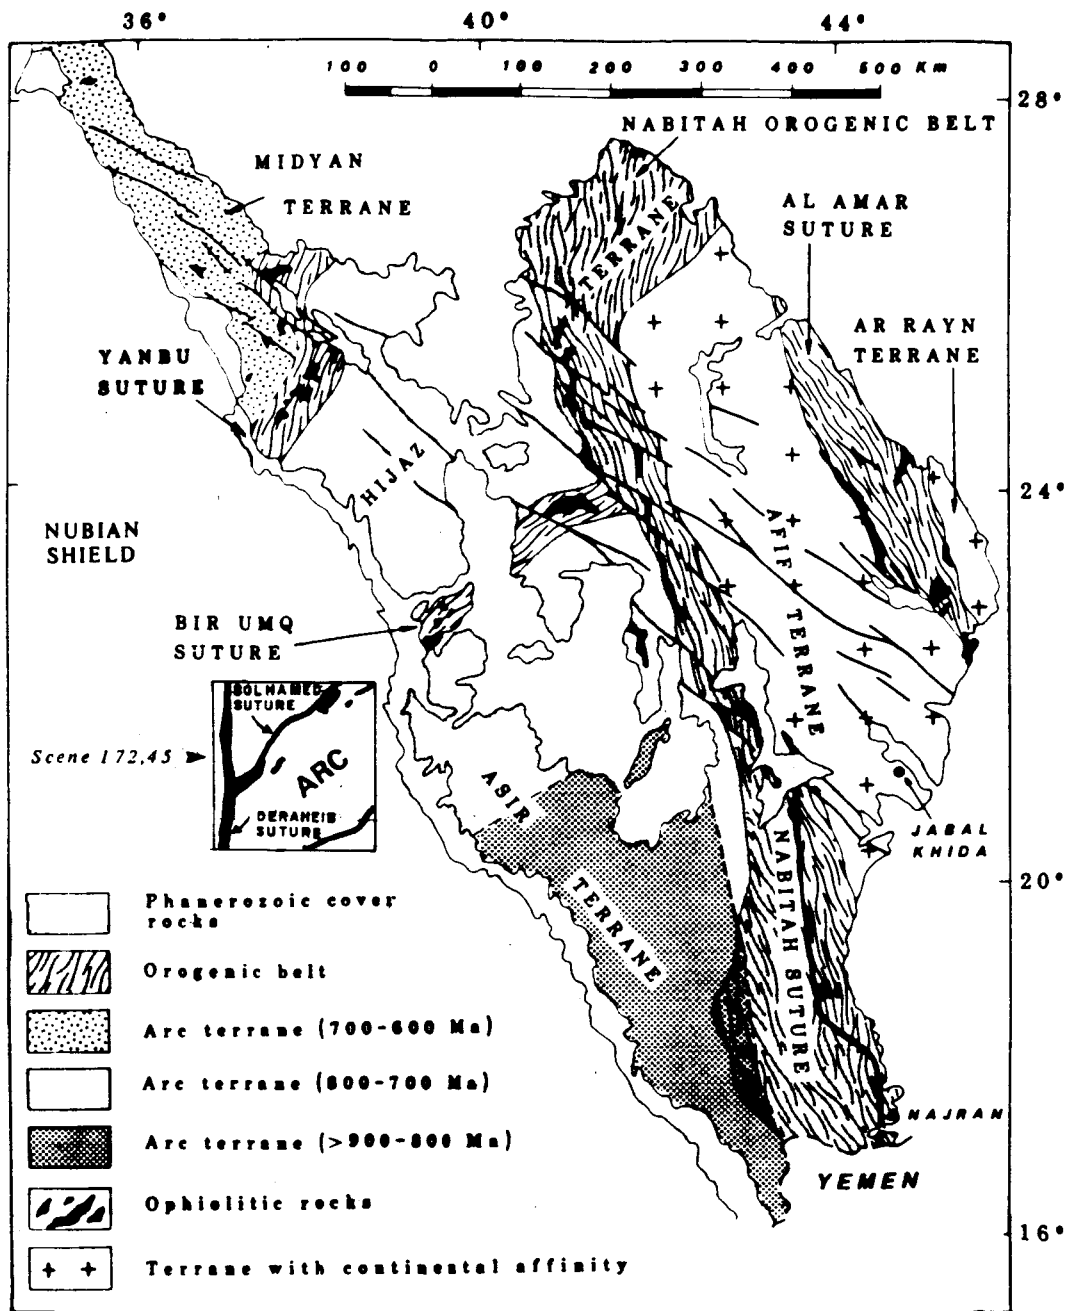 36°
40°
44°
100 0 100 200 300 400 500 Km
28°
NABITAH OROGENIC BELT
MIDYAN
TERRANE
AL AMAR
SUTURE
TERRANE
AR RAYN
TERRANE
YANBU
SUTURE
HIJAZ
24°
NUBIAN
SHIELD
AFIF TERRANE
BIR UMQ
SUTURE
SOLHAMED
SUTURE
Scene 172,45
ARC
DERAHEIB
SUTURE
ASIR
TERRANE
JABAL
KHIDA
20°
NABITAH SUTURE
Phanerozoic cover
rocks
Orogenic belt
Arc terrane (700-600 Ma)
Arc terrane (800-700 Ma)
Arc terrane (>900-800 Ma)
NAJRAN
YEMEN
Ophiolitic rocks
16°
Terrane with continental affinity